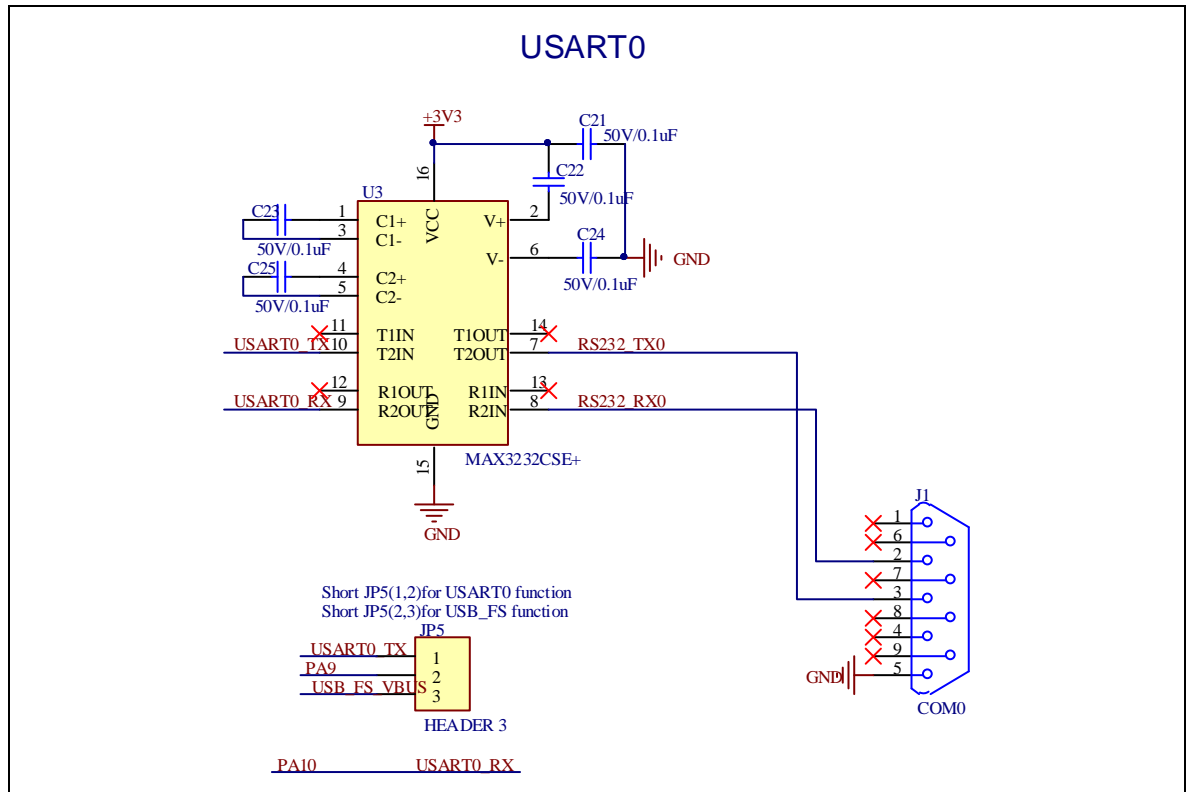 USART0
+3V3
C21
50V/0.1uF
C22
50V/0.1uF
16
U3
VCC
C23
50V/0.1uF
1
C1+
3
C1-
V+
2
V-
6
C24
50V/0.1uF
GND
C25
50V/0.1uF
4
C2+
5
C2-
11
T1IN
T1OUT
14
USART0_TX
10
T2IN
T2OUT
7
RS232_TX0
12
R1OUT
R1IN
13
USART0_RX
9
R2OUT
R2IN
8
RS232_RX0
GND
MAX3232CSE+
15
GND
J1
1
6
2
7
3
8
4
9
5
GND
COM0
Short JP5(1,2)for USART0 function
Short JP5(2,3)for USB_FS function
JP5
USART0_TX
1
PA9
2
USB_FS_VBUS
3
HEADER 3
PA10
USART0_RX